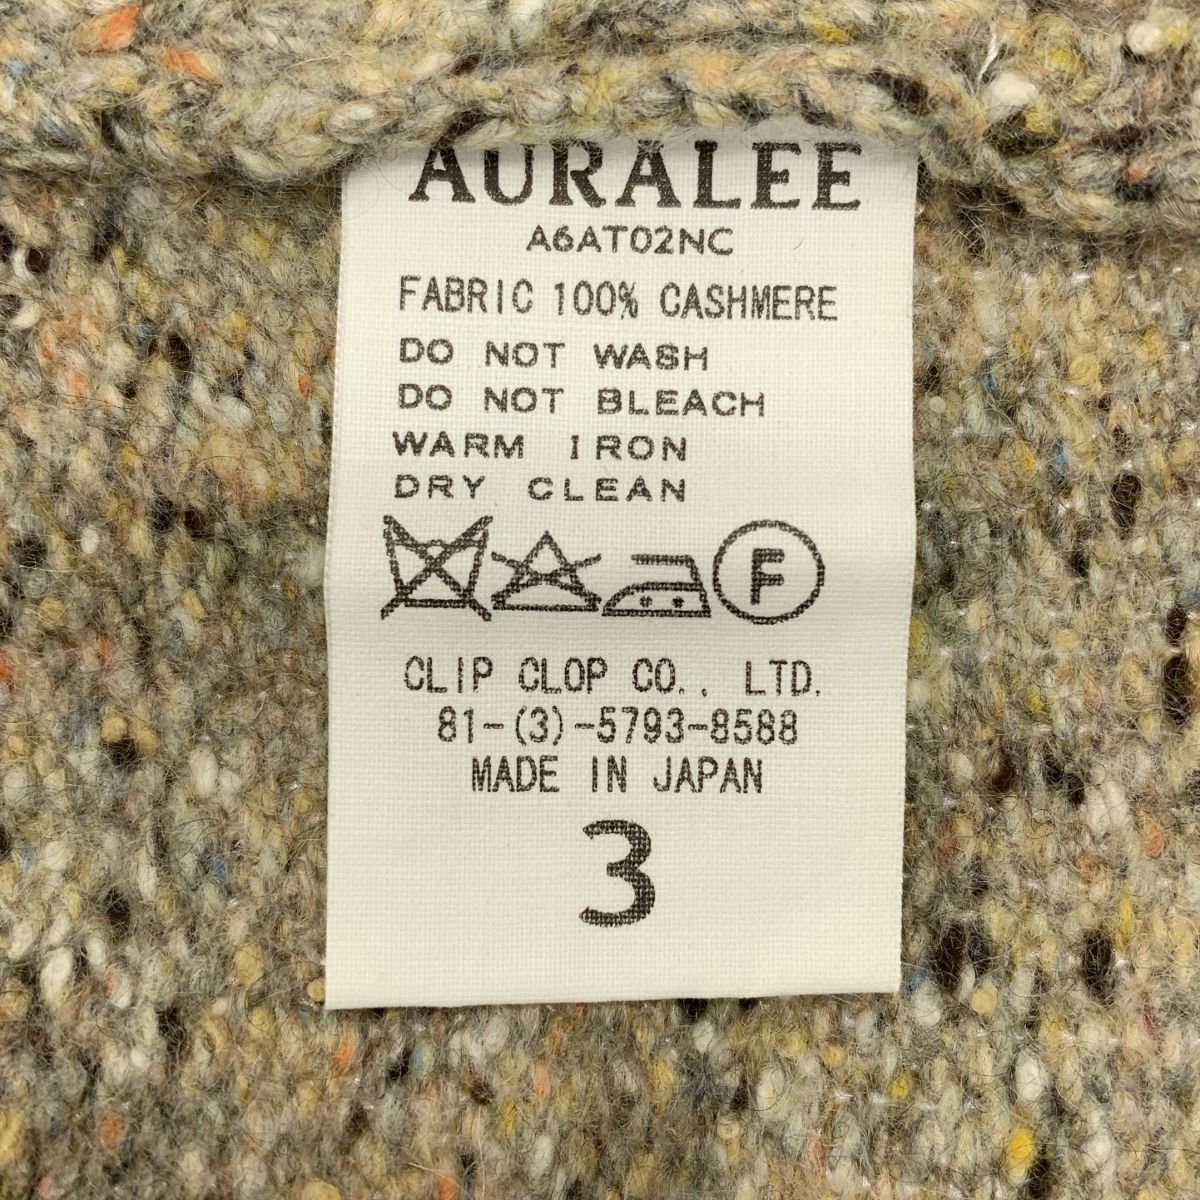 AURALEE
A6AT02NC
FABRIC 100% CASHMERE
DO NOT WASH
DO NOT BLEACH
WARM IRON
DRY CLEAN
F
CLIP CLOP CO., LTD.
81-(3)-5793-8588
MADE IN JAPAN
3